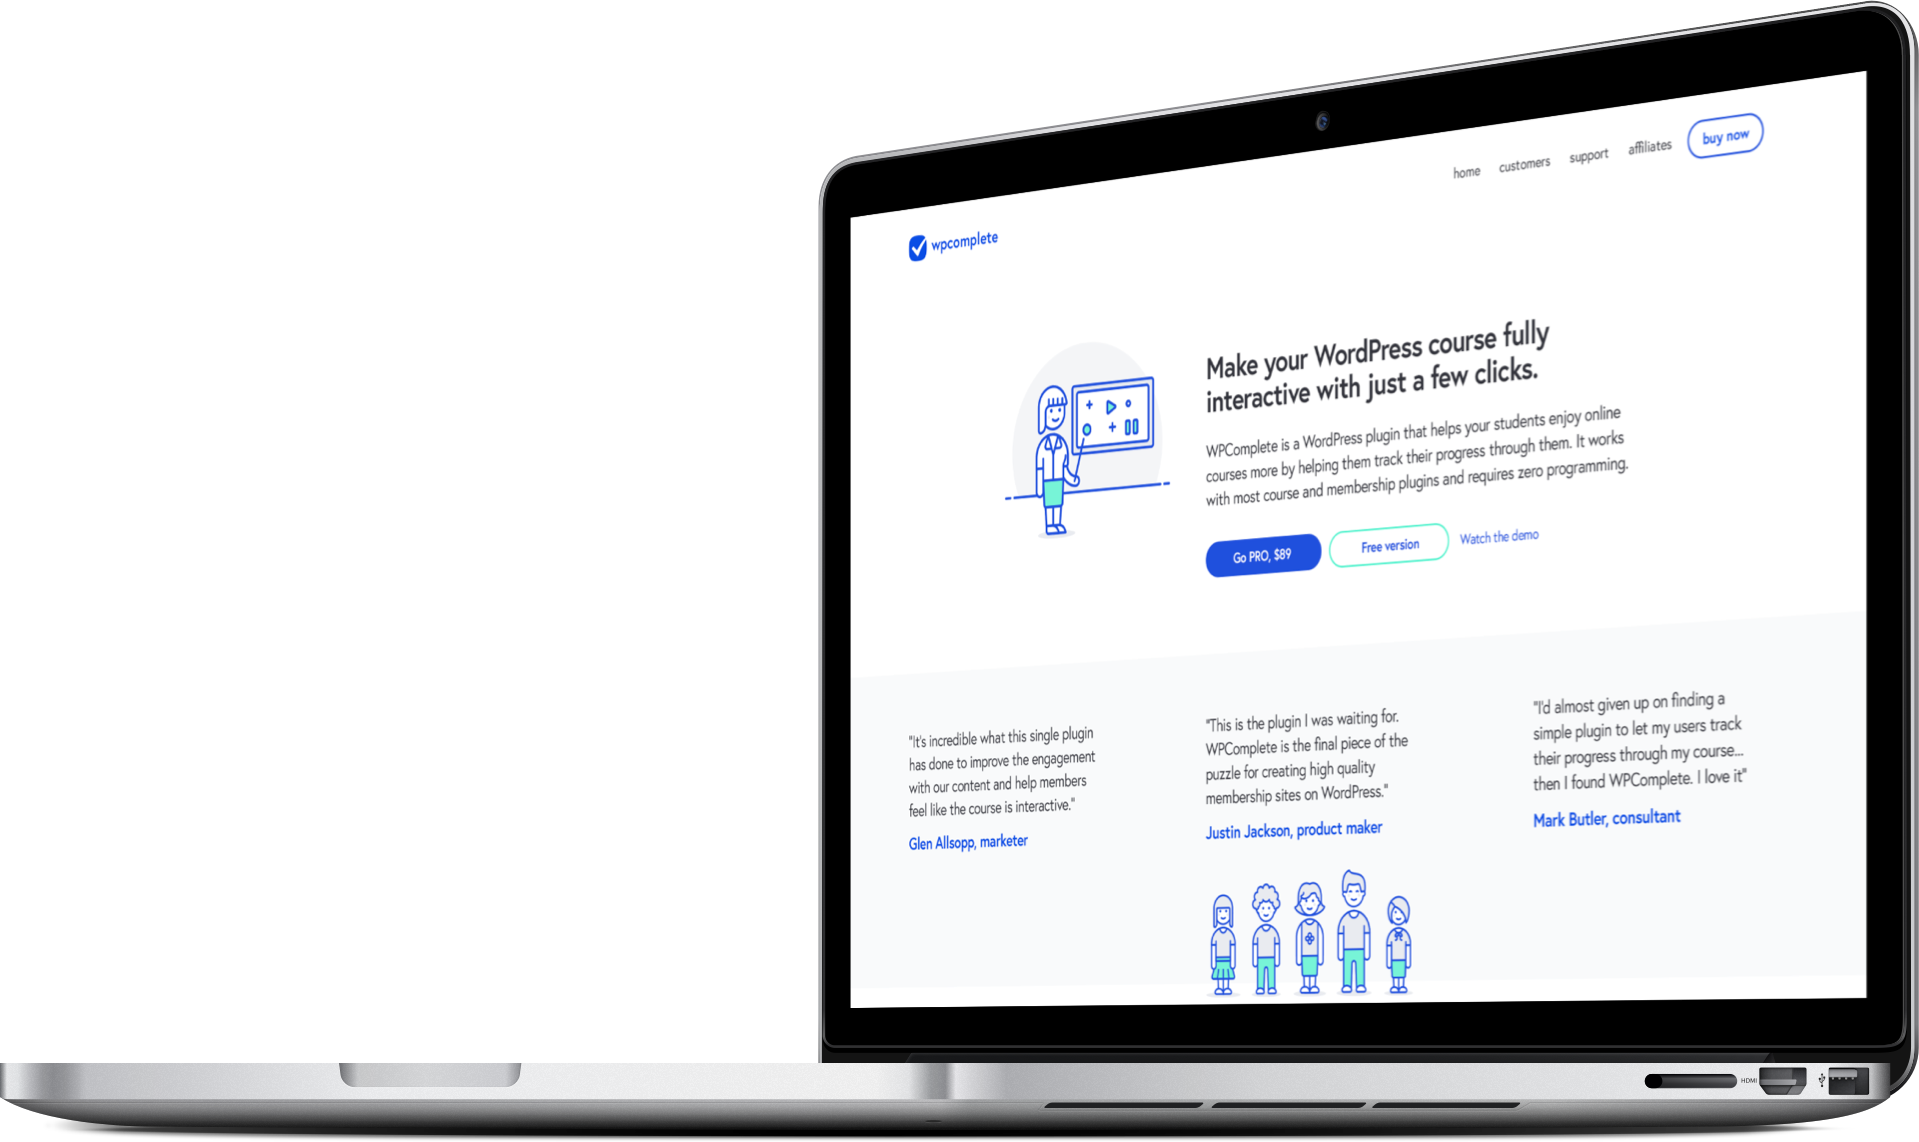 home customers support affiliates buy now
wpcomplete
Make your WordPress course fully
interactive with just a few clicks.
WPComplete is a WordPress plugin that helps your students enjoy online
courses more by helping them track their progress through them. It works
with most course and membership plugins and requires zero programming.
Go PRO, $89
Free version
Watch the demo
"It's incredible what this single plugin
has done to improve the engagement
with our content and help members
feel like the course is interactive."
Glen Allsopp, marketer
"This is the plugin I was waiting for.
WPComplete is the final piece of the
puzzle for creating high quality
membership sites on WordPress."
Justin Jackson, product maker
"I'd almost given up on finding a
simple plugin to let my users track
their progress through my course...
then I found WPComplete. I love it"
Mark Butler, consultant
HDMI